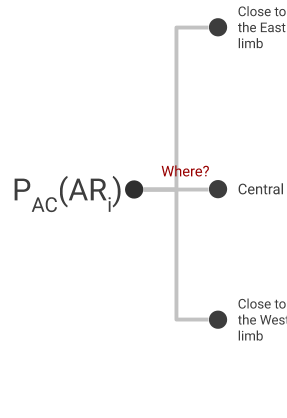 Close to
the East
limb
Where?
P_AC(AR_i)
Central
Close to
the West
limb